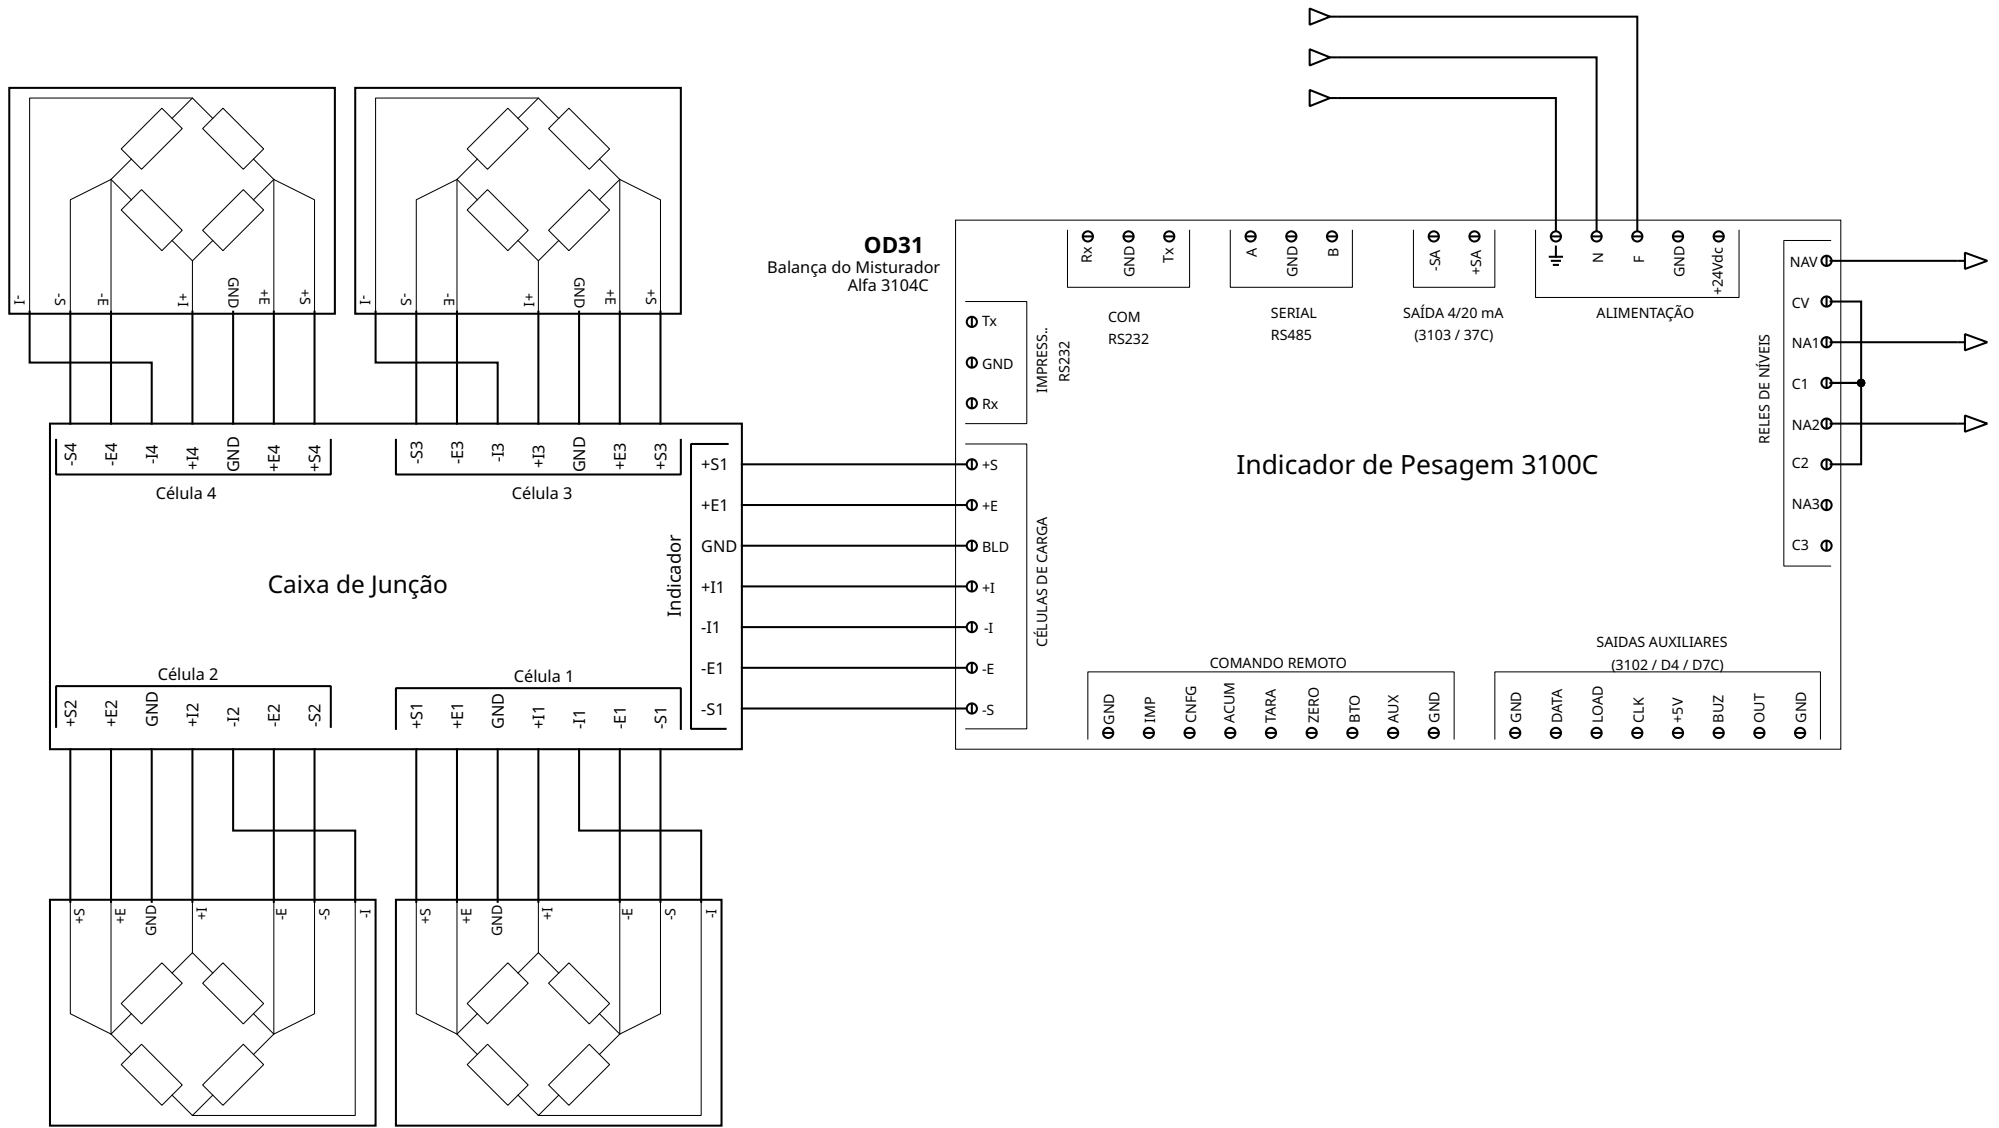 -I
-S
-E
+I
GND
+E
+S
-I
-S
-E
+I
GND
+E
+S
-S4
-E4
-I4
+I4
GND
+E4
+S4
Célula 4
-S3
-E3
-I3
+I3
GND
+E3
+S3
Célula 3
Caixa de Junção
Indicador
+S1
+E1
GND
+I1
-I1
-E1
-S1
Célula 2
+S2
+E2
GND
+I2
-I2
-E2
-S2
Célula 1
+S1
+E1
GND
+I1
-I1
-E1
-S1
+S
+E
GND
+I
-E
-S
-I
+S
+E
GND
+I
-E
-S
-I
OD31
Balança do Misturador
Alfa 3104C
Rx
GND
Tx
COM
RS232
A
GND
B
SERIAL
RS485
-SA
+SA
SAÍDA 4/20 mA
(3103 / 37C)
N
F
GND
+24Vdc
ALIMENTAÇÃO
Tx
GND
Rx
IMPRESS..
RS232
+S
+E
BLD
+I
-I
-E
-S
CÉLULAS DE CARGA
Indicador de Pesagem 3100C
RELES DE NÍVEIS
NAV
CV
NA1
C1
NA2
C2
NA3
C3
COMANDO REMOTO
GND
IMP
CNFG
ACUM
TARA
ZERO
BTO
AUX
GND
SAIDAS AUXILIARES
(3102 / D4 / D7C)
GND
DATA
LOAD
CLK
+5V
BUZ
OUT
GND